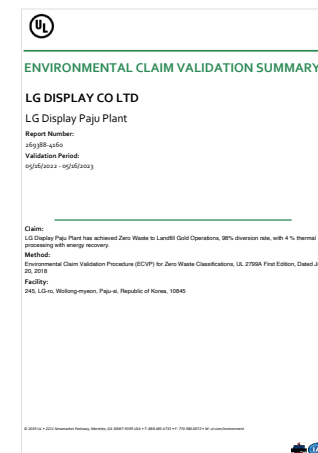 UL
ENVIRONMENTAL CLAIM VALIDATION SUMMARY
LG DISPLAY CO LTD
LG Display Paju Plant
Report Number:
269388-4160
Validation Period:
05/16/2022 - 05/16/2023
Claim:
LG Display Paju Plant has achieved Zero Waste to Landfill Gold Operations, 98% diversion rate, with 4 % thermal
processing with energy recovery.
Method:
Environmental Claim Validation Procedure (ECVP) for Zero Waste Classifications, UL 2799A First Edition, Dated
20, 2018
Facility:
245, LG-ro, Wollong-myeon, Paju-si, Republic of Korea, 10845